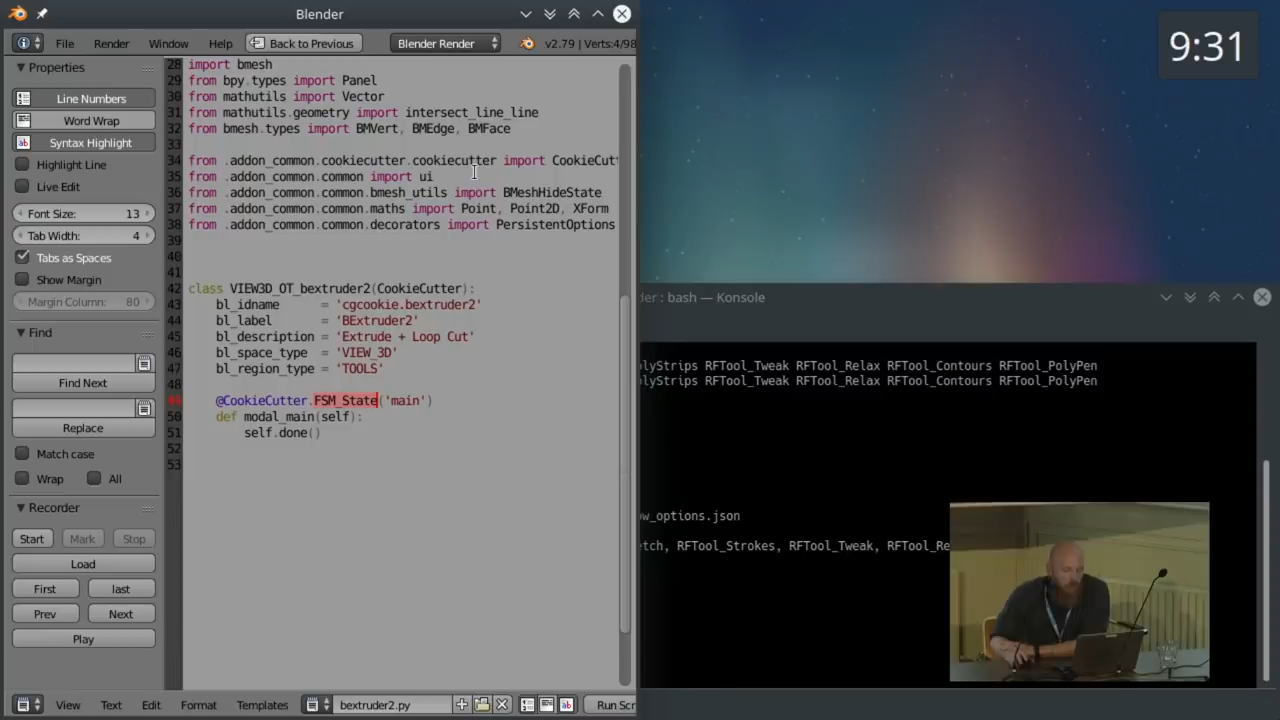 Blender
File Render Window Help Back to Previous Blender Render v2.79 | Verts:4/98
Properties
Line Numbers
Word Wrap
Syntax Highlight
Highlight Line
Live Edit
Font Size: 13
Tab Width: 4
Tabs as Spaces
Show Margin
Margin Column: 80
Find
Find Next
Replace
Match case
Wrap All
Recorder
Start Mark Stop
Load
First last
Prev Next
Play
28 import bmesh
29 from bpy.types import Panel
30 from mathutils import Vector
31 from mathutils.geometry import intersect_line_line
32 from bmesh.types import BMVert, BMEdge, BMFace
33
34 from .addon_common.cookiecutter.cookiecutter import CookieCut
35 from .addon_common.common import ui
36 from .addon_common.common.bmesh_utils import BMeshHideState
37 from .addon_common.common.maths import Point, Point2D, XForm
38 from .addon_common.common.decorators import PersistentOptions
39
40
41
42 class VIEW3D_OT_bextruder2(CookieCutter):
43 bl_idname = 'cgcookie.bextruder2'
44 bl_label = 'BExtruder2'
45 bl_description = 'Extrude + Loop Cut'
46 bl_space_type = 'VIEW_3D'
47 bl_region_type = 'TOOLS'
48
49 @CookieCutter.FSM_State('main')
50 def modal_main(self):
51 self.done()
52
53
View Text Edit Format Templates bextruder2.py Run Scr
9:31
der : bash — Konsole
olyStrips RFTool_Tweak RFTool_Relax RFTool_Contours RFTool_PolyPen
olyStrips RFTool_Tweak RFTool_Relax RFTool_Contours RFTool_PolyPen
ow_options.json
etch, RFTool_Strokes, RFTool_Tweak, RFTool_Re